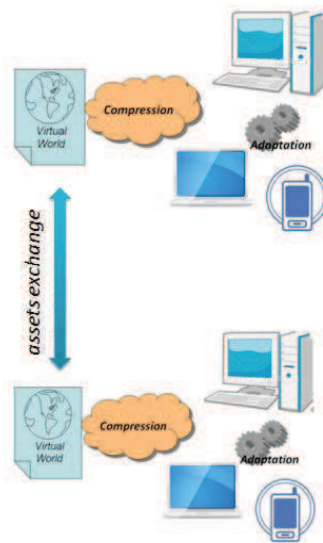 Compression
Virtual
World
Adaptation
assets exchange
Compression
Virtual
World
Adaptation